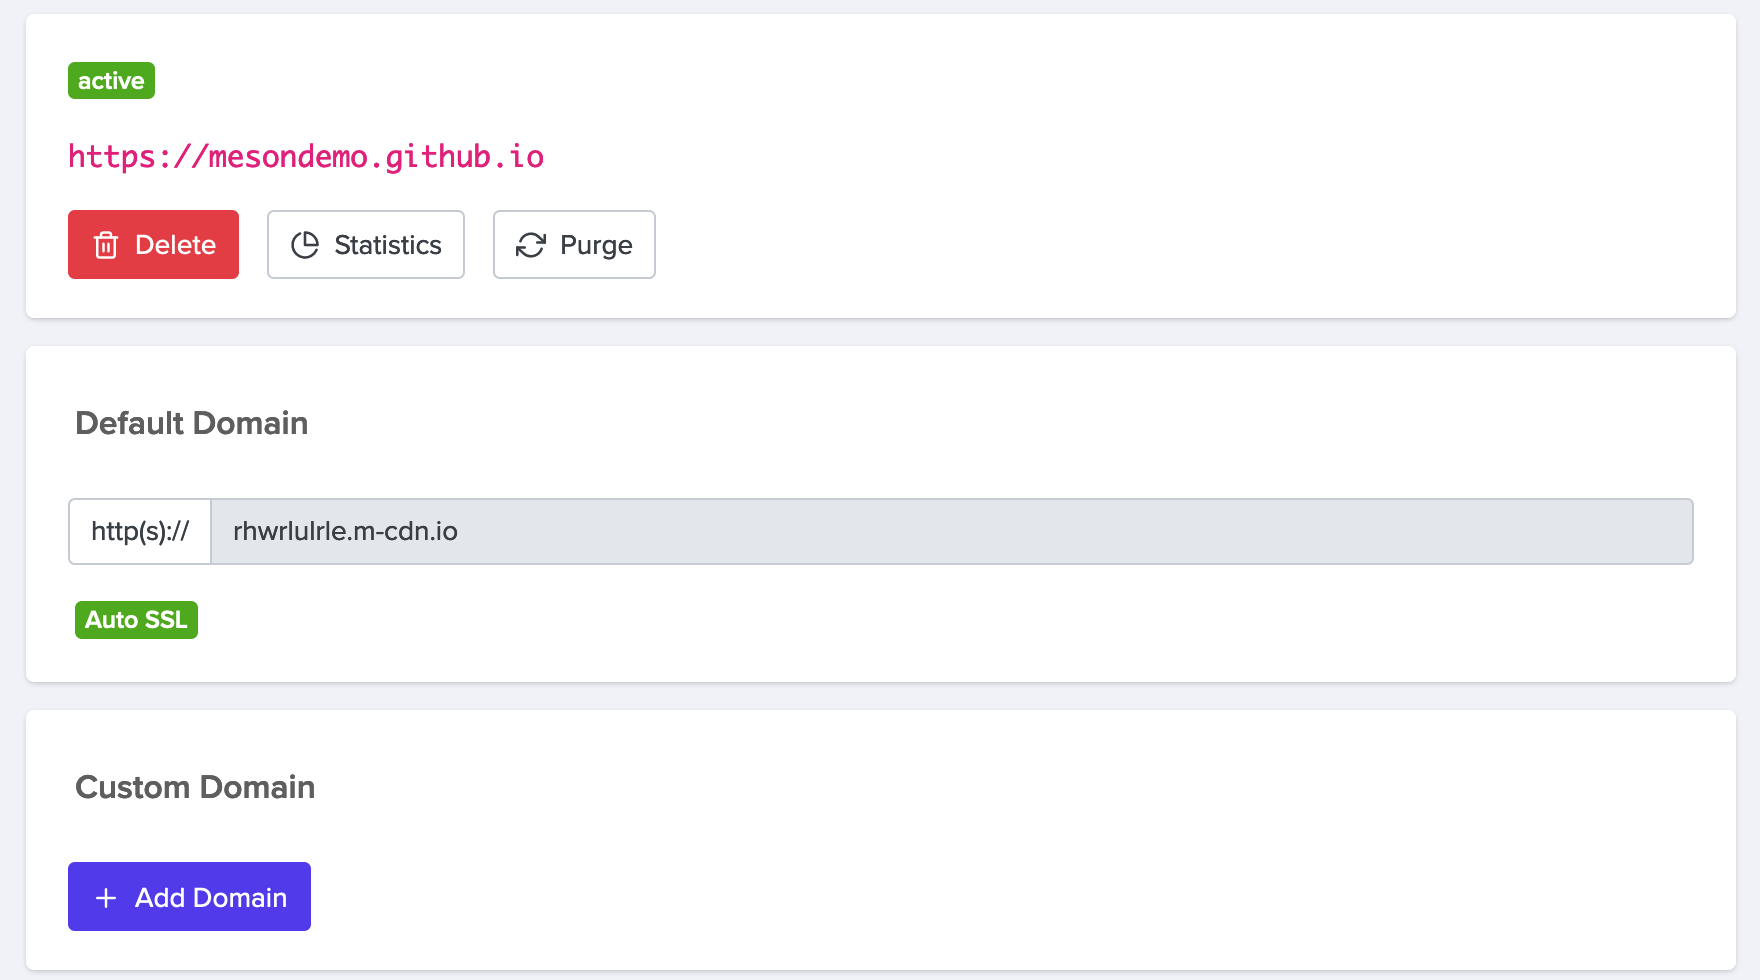 active
https://mesondemo.github.io
Delete Statistics Purge
Default Domain
http(s):// rhwrlulrle.m-cdn.io
Auto SSL
Custom Domain
+ Add Domain